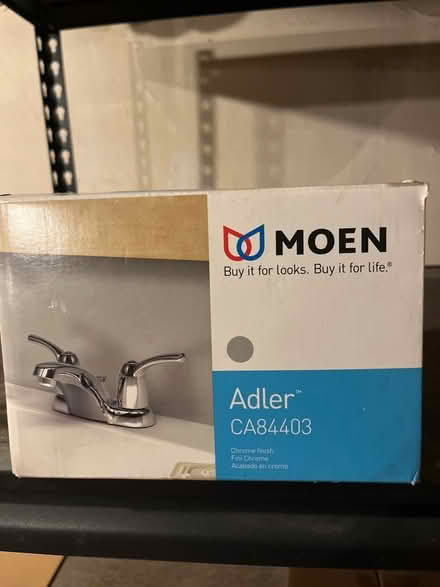 MOEN
Buy it for looks. Buy it for life.®
Adler™
CA84403
Chrome finish
Fini Chrome
Acabado en cromo